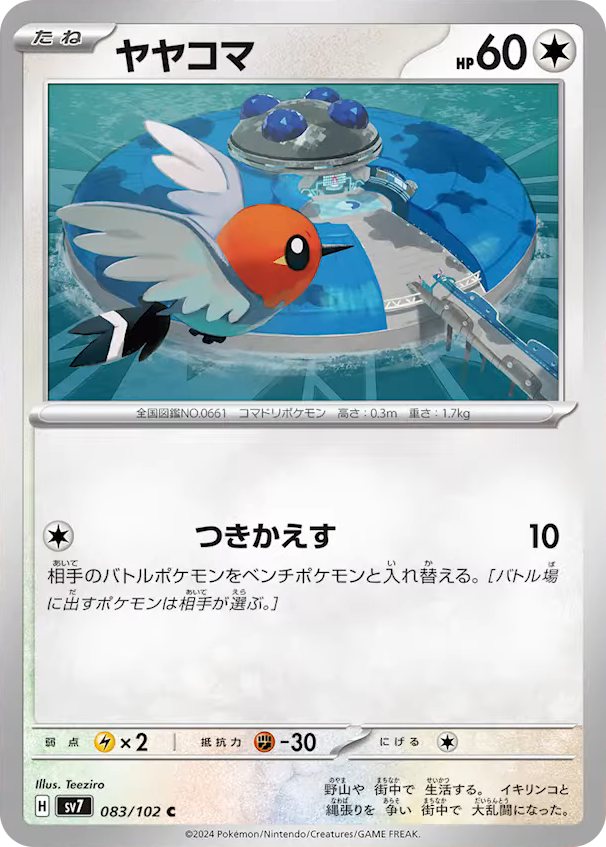 たね ヤヤコマ HP60
全国図鑑NO.0661 コマドリポケモン 高さ:0.3m 重さ:1.7kg
つきかえす 10
相手のバトルポケモンをベンチポケモンと入れ替える。[バトル場
に出すポケモンは相手が選ぶ。]
弱点 ×2 抵抗力 -30 にげる
Illus. Teeziro
野山や 街中で 生活する。 イキリンコと
縄張りを 争い 街中で 大乱闘になった。
H sv7 083/102 C
©2024 Pokémon/Nintendo/Creatures/GAME FREAK.